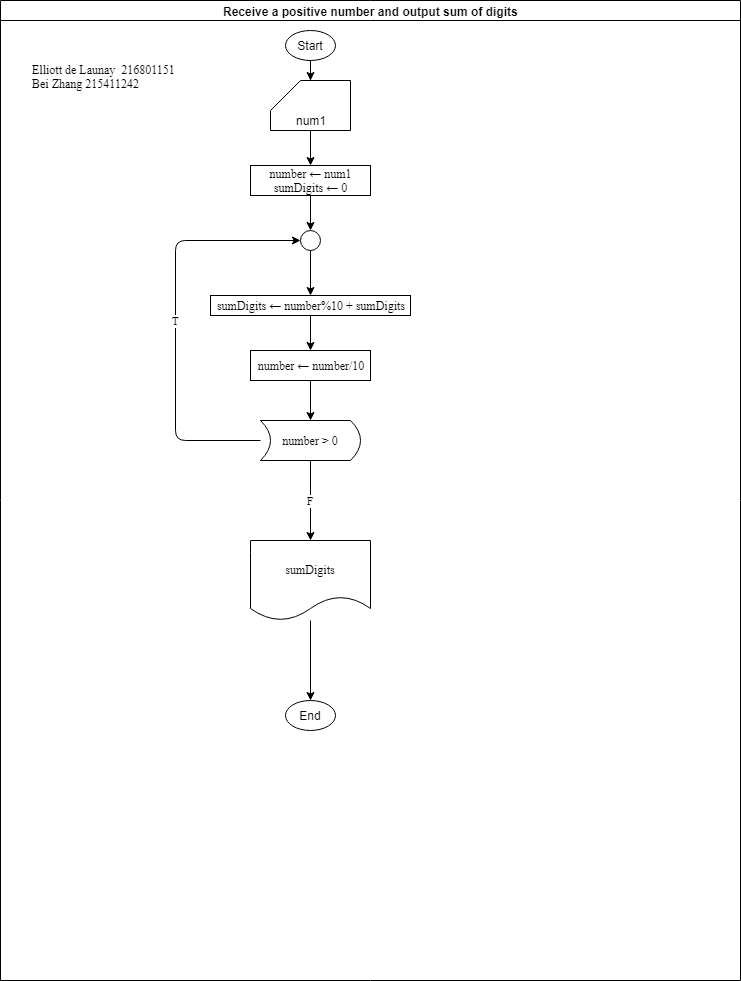 Receive a positive number and output sum of digits
Start
Elliott de Launay  216801151
Bei Zhang 215411242
num1
number ← num1
sumDigits ← 0
sumDigits ← number%10 + sumDigits
T
number ← number/10
number > 0
F
sumDigits
End